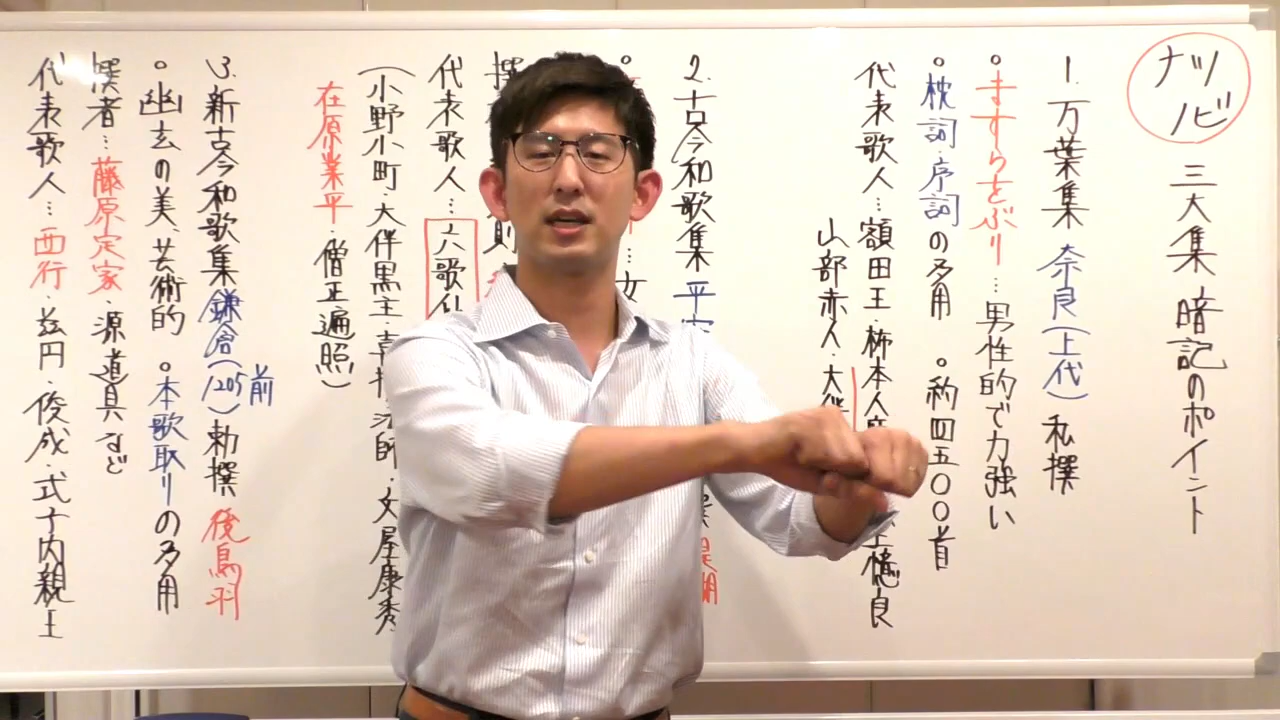 ナツノビ
三大集 暗記のポイント
1. 万葉集 奈良(上代) 私撰
。ますらをぶり…男性的で力強い
。枕詞・序詞の多用 。約四五〇〇首
代表歌人…額田王 柿本人 憶良
山部赤人・大
2. 古今和歌集 平
…女
撰 則
代表歌人…六歌仙
(小野小町・大伴黒主・喜 法師・文屋康秀・
在原業平・僧正遍照)
3. 新古今和歌集 鎌倉前(1205) 勅撰 後鳥羽
。幽玄の美、芸術的 。本歌取りの多用
撰者…藤原定家・源道具など
代表歌人…西行・慈円・俊成・式子内親王